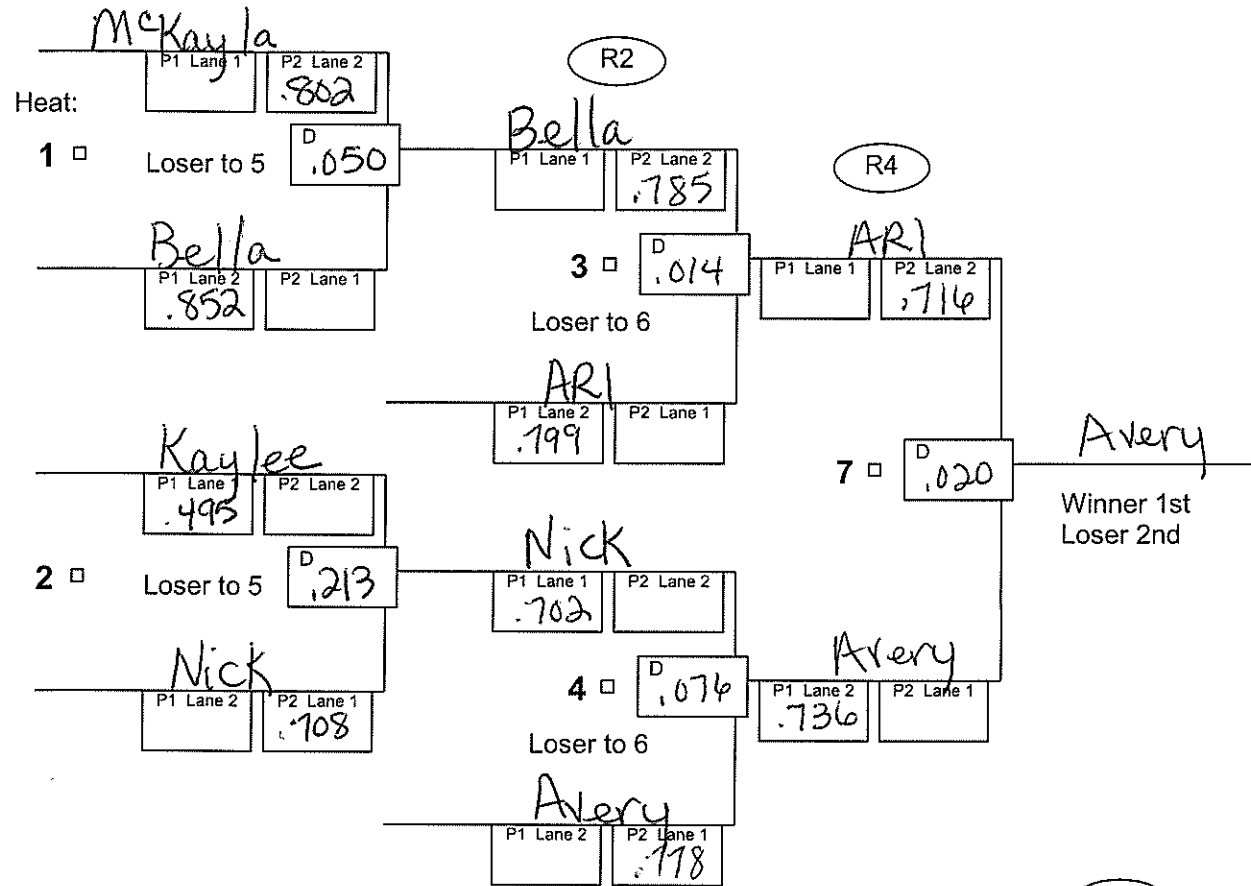 McKayla
P1 Lane 1 P2 Lane 2
.802
R2
Heat:
1 Loser to 5 D .050
Bella
P1 Lane 1 P2 Lane 2
.785
R4
Bella
P1 Lane 2 P2 Lane 1
.852
3 D .014
Loser to 6
ARI
P1 Lane 1 P2 Lane 2
.716
ARI
P1 Lane 2 P2 Lane 1
.799
Kaylee
P1 Lane 1 P2 Lane 2
.495
7 D .020
Avery
Winner 1st
Loser 2nd
2 Loser to 5 D .213
Nick
P1 Lane 1 P2 Lane 2
.702
Nick
P1 Lane 2 P2 Lane 1
.708
4 D .076
Loser to 6
Avery
P1 Lane 2 P2 Lane 1
.736
Avery
P1 Lane 2 P2 Lane 1
.778